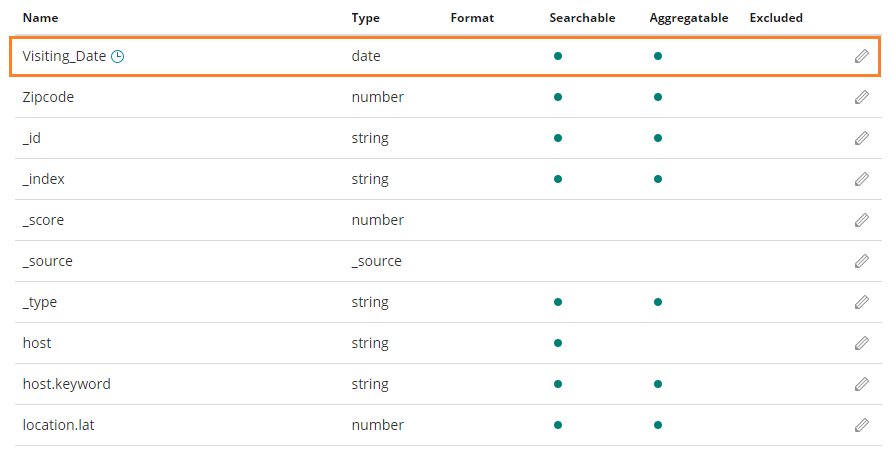 Name Type Format Searchable Aggregatable Excluded
Visiting_Date date
Zipcode number
_id string
_index string
_score number
_source _source
_type string
host string
host.keyword string
location.lat number